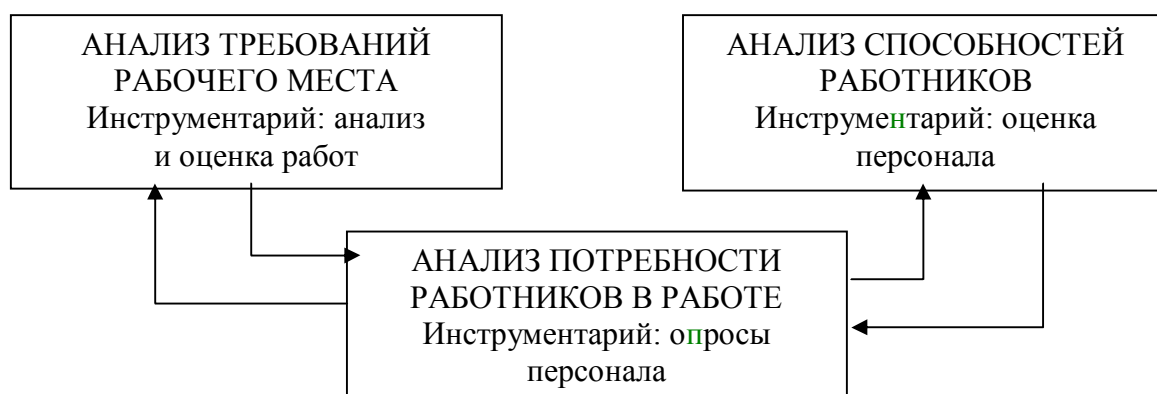 АНАЛИЗ ТРЕБОВАНИЙ
РАБОЧЕГО МЕСТА
Инструментарий: анализ
и оценка работ
АНАЛИЗ СПОСОБНОСТЕЙ
РАБОТНИКОВ
Инструментарий: оценка
персонала
АНАЛИЗ ПОТРЕБНОСТИ
РАБОТНИКОВ В РАБОТЕ
Инструментарий: опросы
персонала